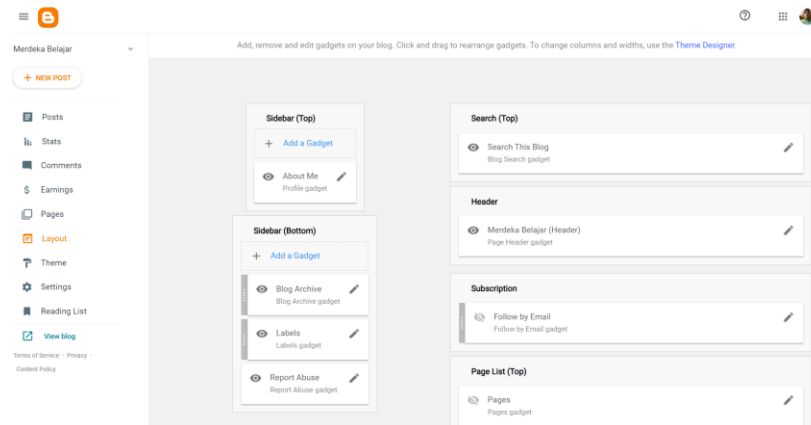 Merdeka Belajar
+ NEW POST
Posts
Stats
Comments
Earnings
Pages
Layout
Theme
Settings
Reading List
View blog
Terms of Service · Privacy ·
Content Policy
Add, remove and edit gadgets on your blog. Click and drag to rearrange gadgets. To change columns and widths, use the Theme Designer.
Sidebar (Top)
+ Add a Gadget
About Me
Profile gadget
Sidebar (Bottom)
+ Add a Gadget
Blog Archive
Blog Archive gadget
Labels
Labels gadget
Report Abuse
Report Abuse gadget
Search (Top)
Search This Blog
Blog Search gadget
Header
Merdeka Belajar (Header)
Page Header gadget
Subscription
Follow by Email
Follow by Email gadget
Page List (Top)
Pages
Pages gadget